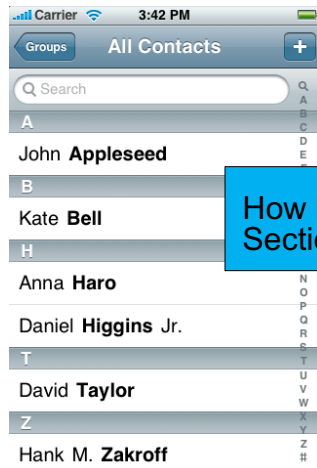 Carrier 3:42 PM
Groups All Contacts +
Search
A
John Appleseed
B
Kate Bell
H
Anna Haro
Daniel Higgins Jr.
T
David Taylor
Z
Hank M. Zakroff
How
A
B
C
D
E
N
O
P
Q
R
S
T
U
V
W
X
Y
Z
#